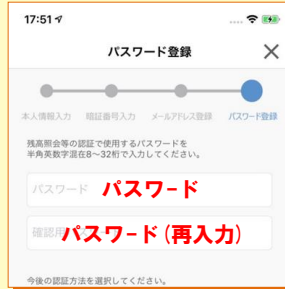 17:51
パスワード登録
本人情報入力 暗証番号入力 メールアドレス登録 パスワード登録
残高照会等の認証で使用するパスワードを
半角英数字混在8～32桁で入力してください。
パスワード パスワード
確認用 パスワード(再入力)
今後の認証方法を選択してください。